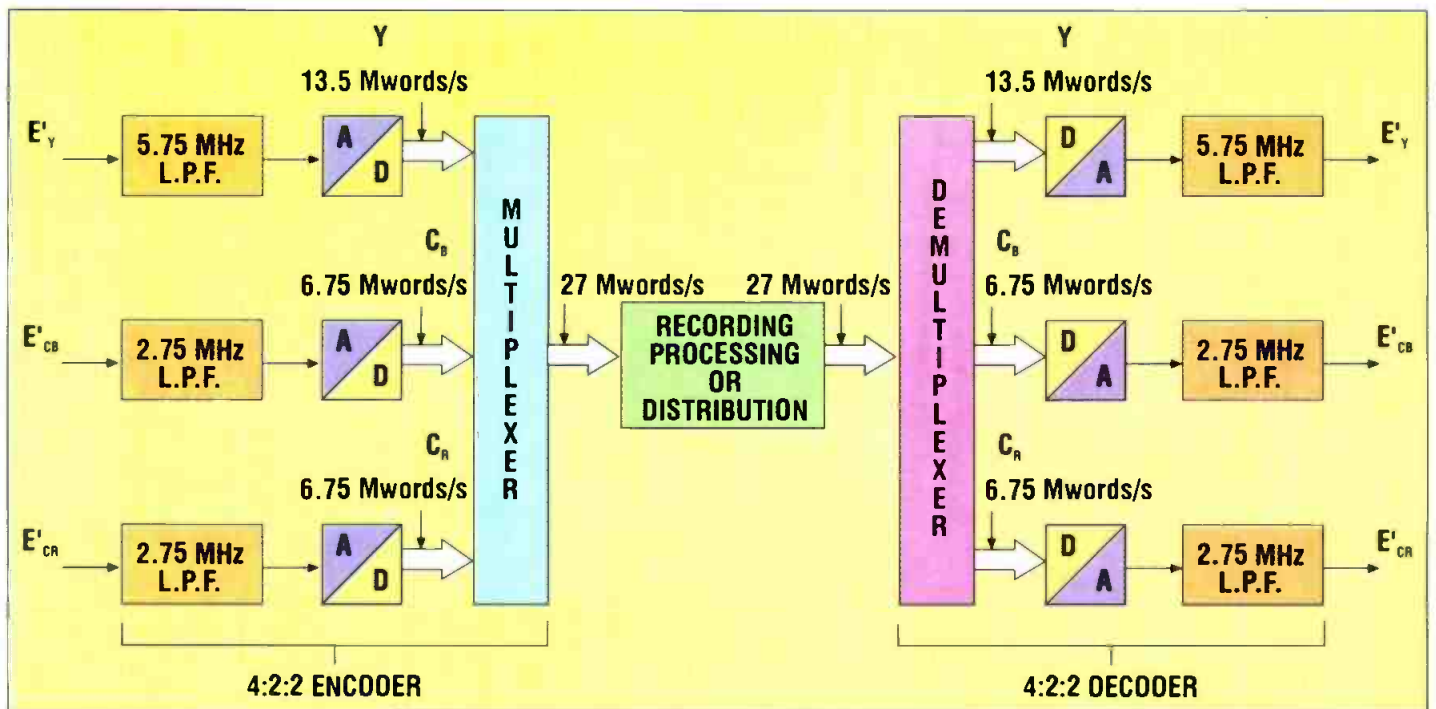 Y
13.5 Mwords/s
E'Y
5.75 MHz
L.P.F.
A
D
CB
6.75 Mwords/s
E'CB
2.75 MHz
L.P.F.
A
D
CR
6.75 Mwords/s
E'CR
2.75 MHz
L.P.F.
A
D
MULTIPLEXER
4:2:2 ENCODER
27 Mwords/s
RECORDING
PROCESSING
OR
DISTRIBUTION
27 Mwords/s
DEMULTIPLEXER
Y
13.5 Mwords/s
D
A
5.75 MHz
L.P.F.
E'Y
CB
6.75 Mwords/s
D
A
2.75 MHz
L.P.F.
E'CB
CR
6.75 Mwords/s
D
A
2.75 MHz
L.P.F.
E'CR
4:2:2 DECODER